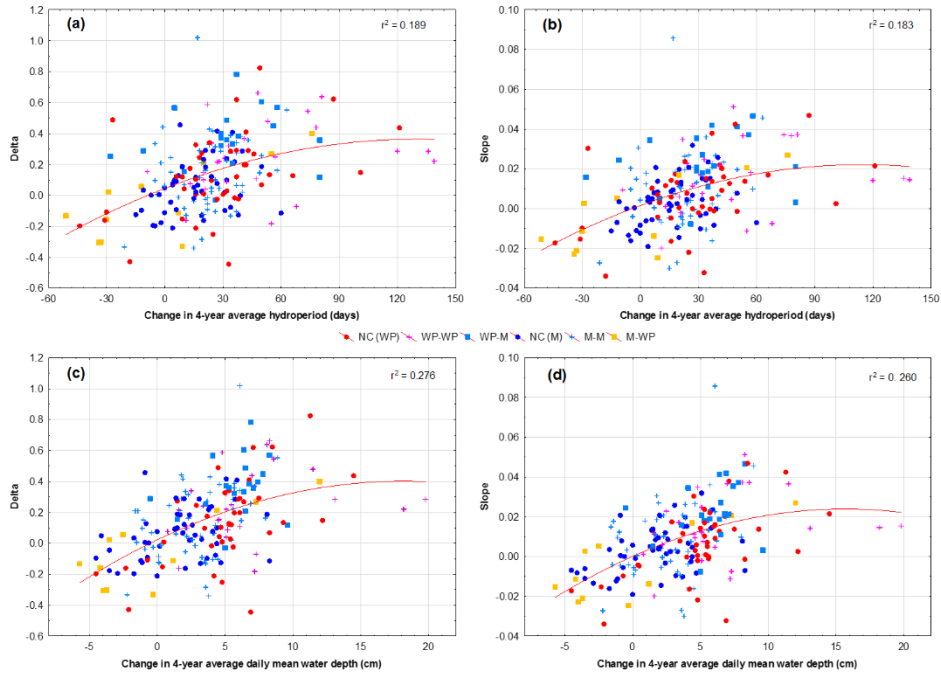 (a)
r² = 0.189
Delta
1.2
1.0
0.8
0.6
0.4
0.2
0.0
-0.2
-0.4
-0.6
-60 -30 0 30 60 90 120 150
Change in 4-year average hydroperiod (days)
(b)
r² = 0.183
Slope
0.10
0.08
0.06
0.04
0.02
0.00
-0.02
-0.04
-60 -30 0 30 60 90 120 150
Change in 4-year average hydroperiod (days)
NC (WP) WP-WP WP-M NC (M) M-M M-WP
(c)
r² = 0.276
Delta
1.2
1.0
0.8
0.6
0.4
0.2
0.0
-0.2
-0.4
-0.6
-5 0 5 10 15 20
Change in 4-year average daily mean water depth (cm)
(d)
r² = 0. 260
Slope
0.10
0.08
0.06
0.04
0.02
0.00
-0.02
-0.04
-5 0 5 10 15 20
Change in 4-year average daily mean water depth (cm)